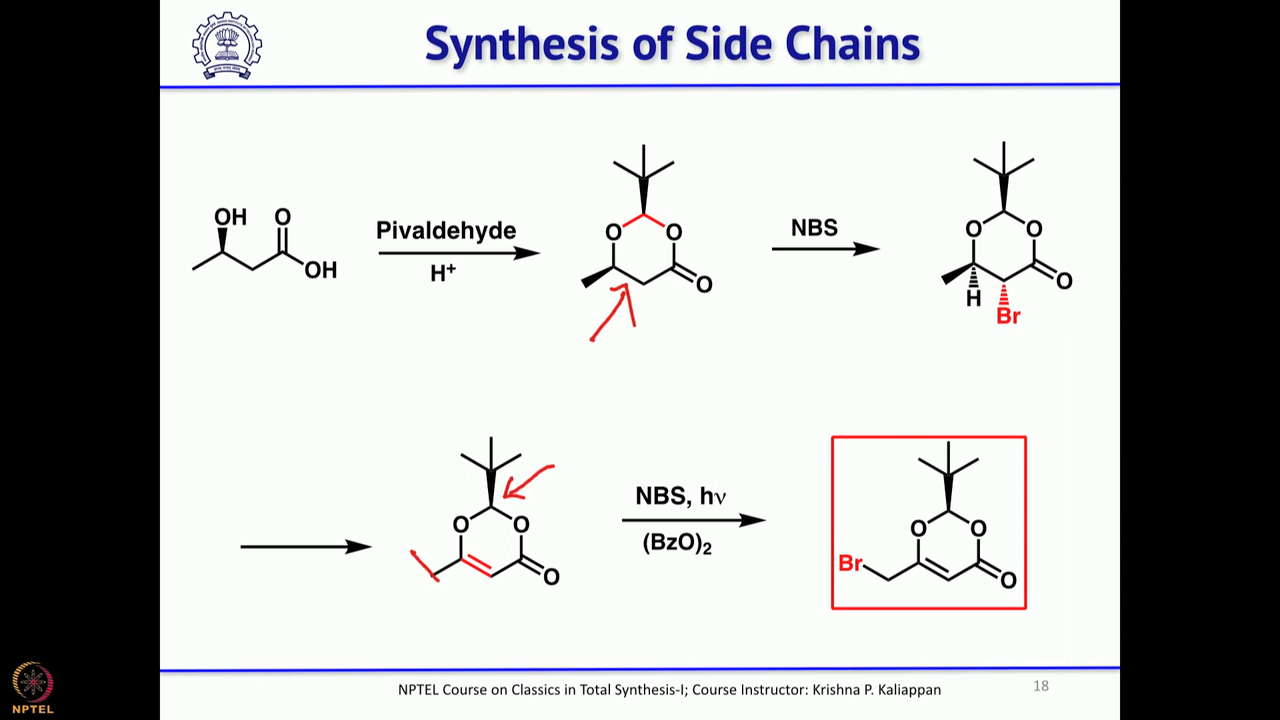 Synthesis of Side Chains
OH O
OH
Pivaldehyde
H+
O O
O
NBS
O O
O
H
Br
O O
O
NBS, hν
(BzO)2
O O
Br
O
NPTEL Course on Classics in Total Synthesis-I; Course Instructor: Krishna P. Kaliappan
18
NPTEL